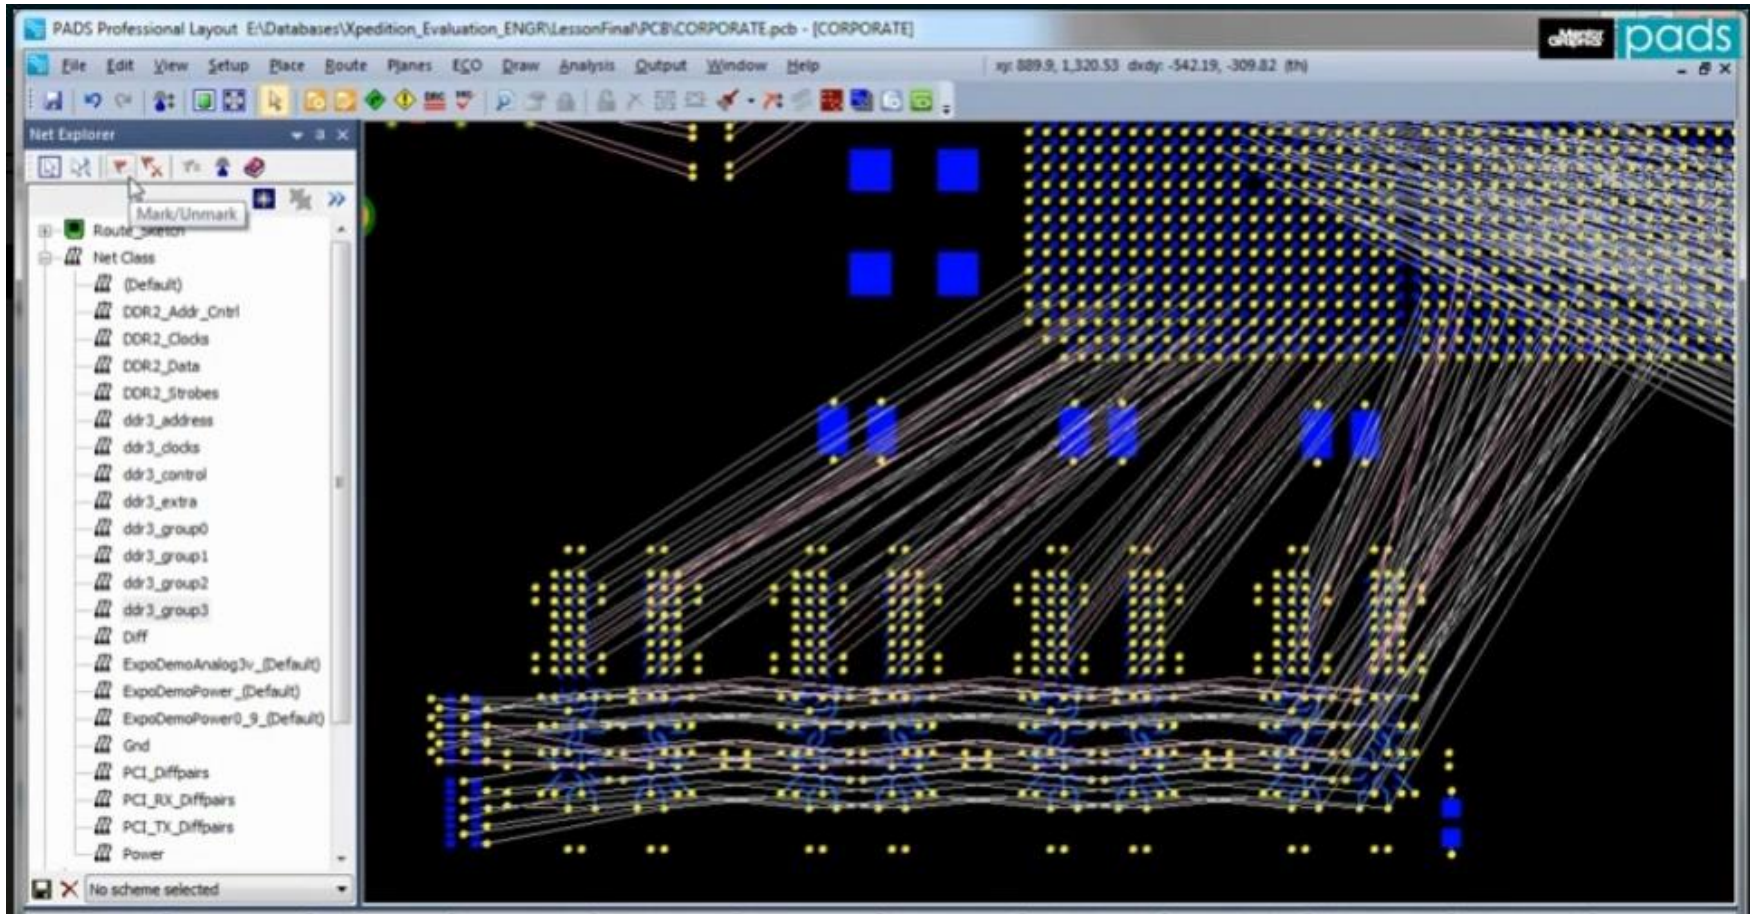 PADS Professional Layout E:\Databases\Xpedition_Evaluation_ENGR\LessonFinal\PCB\CORPORATE.pcb - [CORPORATE]
Mentor Graphics
pads
File Edit View Setup Place Route Planes ECO Draw Analysis Output Window Help
xy: 889.9, 1,320.53 dxdy: -542.19, -309.82 (th)
Net Explorer
Mark/Unmark
Route_Sketch
Net Class
(Default)
DDR2_Addr_Cntrl
DDR2_Clocks
DDR2_Data
DDR2_Strobes
ddr3_address
ddr3_clocks
ddr3_control
ddr3_extra
ddr3_group0
ddr3_group1
ddr3_group2
ddr3_group3
Diff
ExpoDemoAnalog3v_(Default)
ExpoDemoPower_(Default)
ExpoDemoPower0_9_(Default)
Gnd
PCI_Diffpairs
PCI_RX_Diffpairs
PCI_TX_Diffpairs
Power
No scheme selected